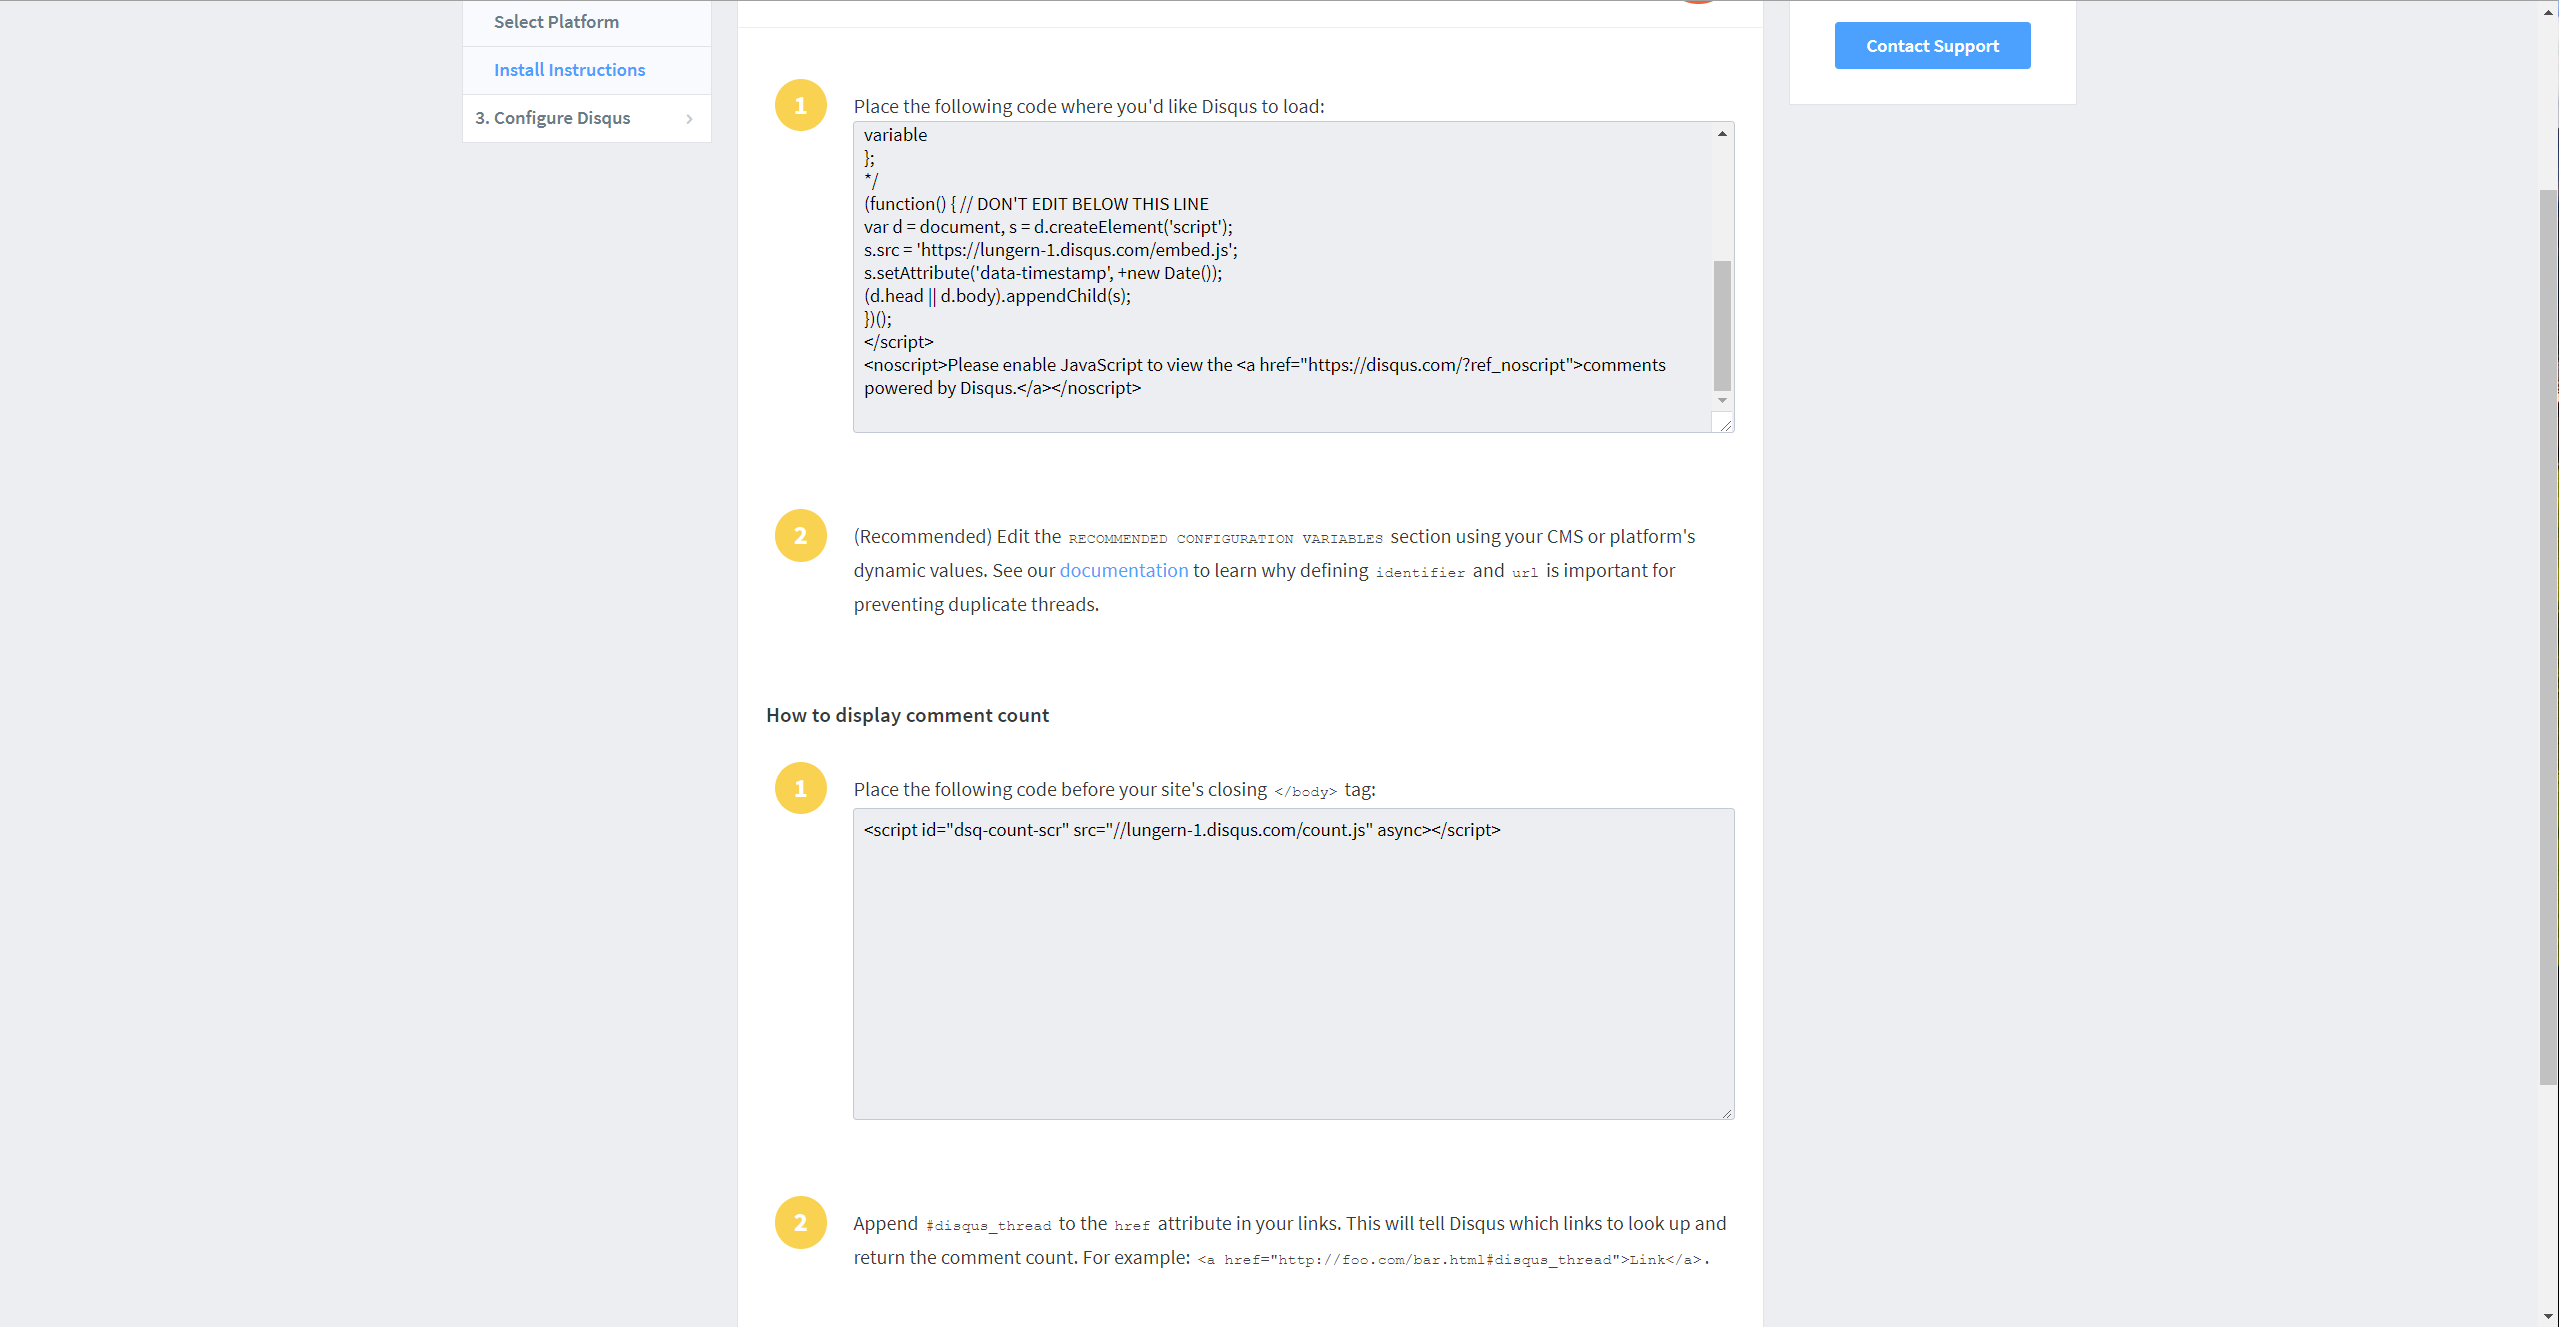 Select Platform
Install Instructions
3. Configure Disqus
Contact Support
1
Place the following code where you'd like Disqus to load:
variable
};
*/
(function() { // DON'T EDIT BELOW THIS LINE
var d = document, s = d.createElement('script');
s.src = 'https://lungern-1.disqus.com/embed.js';
s.setAttribute('data-timestamp', +new Date());
(d.head || d.body).appendChild(s);
})();
</script>
<noscript>Please enable JavaScript to view the <a href="https://disqus.com/?ref_noscript">comments
powered by Disqus.</a></noscript>
2
(Recommended) Edit the RECOMMENDED CONFIGURATION VARIABLES section using your CMS or platform's
dynamic values. See our documentation to learn why defining identifier and url is important for
preventing duplicate threads.
How to display comment count
1
Place the following code before your site's closing </body> tag:
<script id="dsq-count-scr" src="//lungern-1.disqus.com/count.js" async></script>
2
Append #disqus_thread to the href attribute in your links. This will tell Disqus which links to look up and
return the comment count. For example: <a href="http://foo.com/bar.html#disqus_thread">Link</a>.